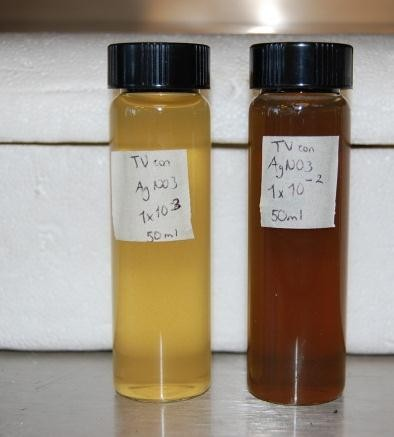 TV con
AgNO3
1x10-3
50ml
TV con
AgNO3
1x10-2
50ml